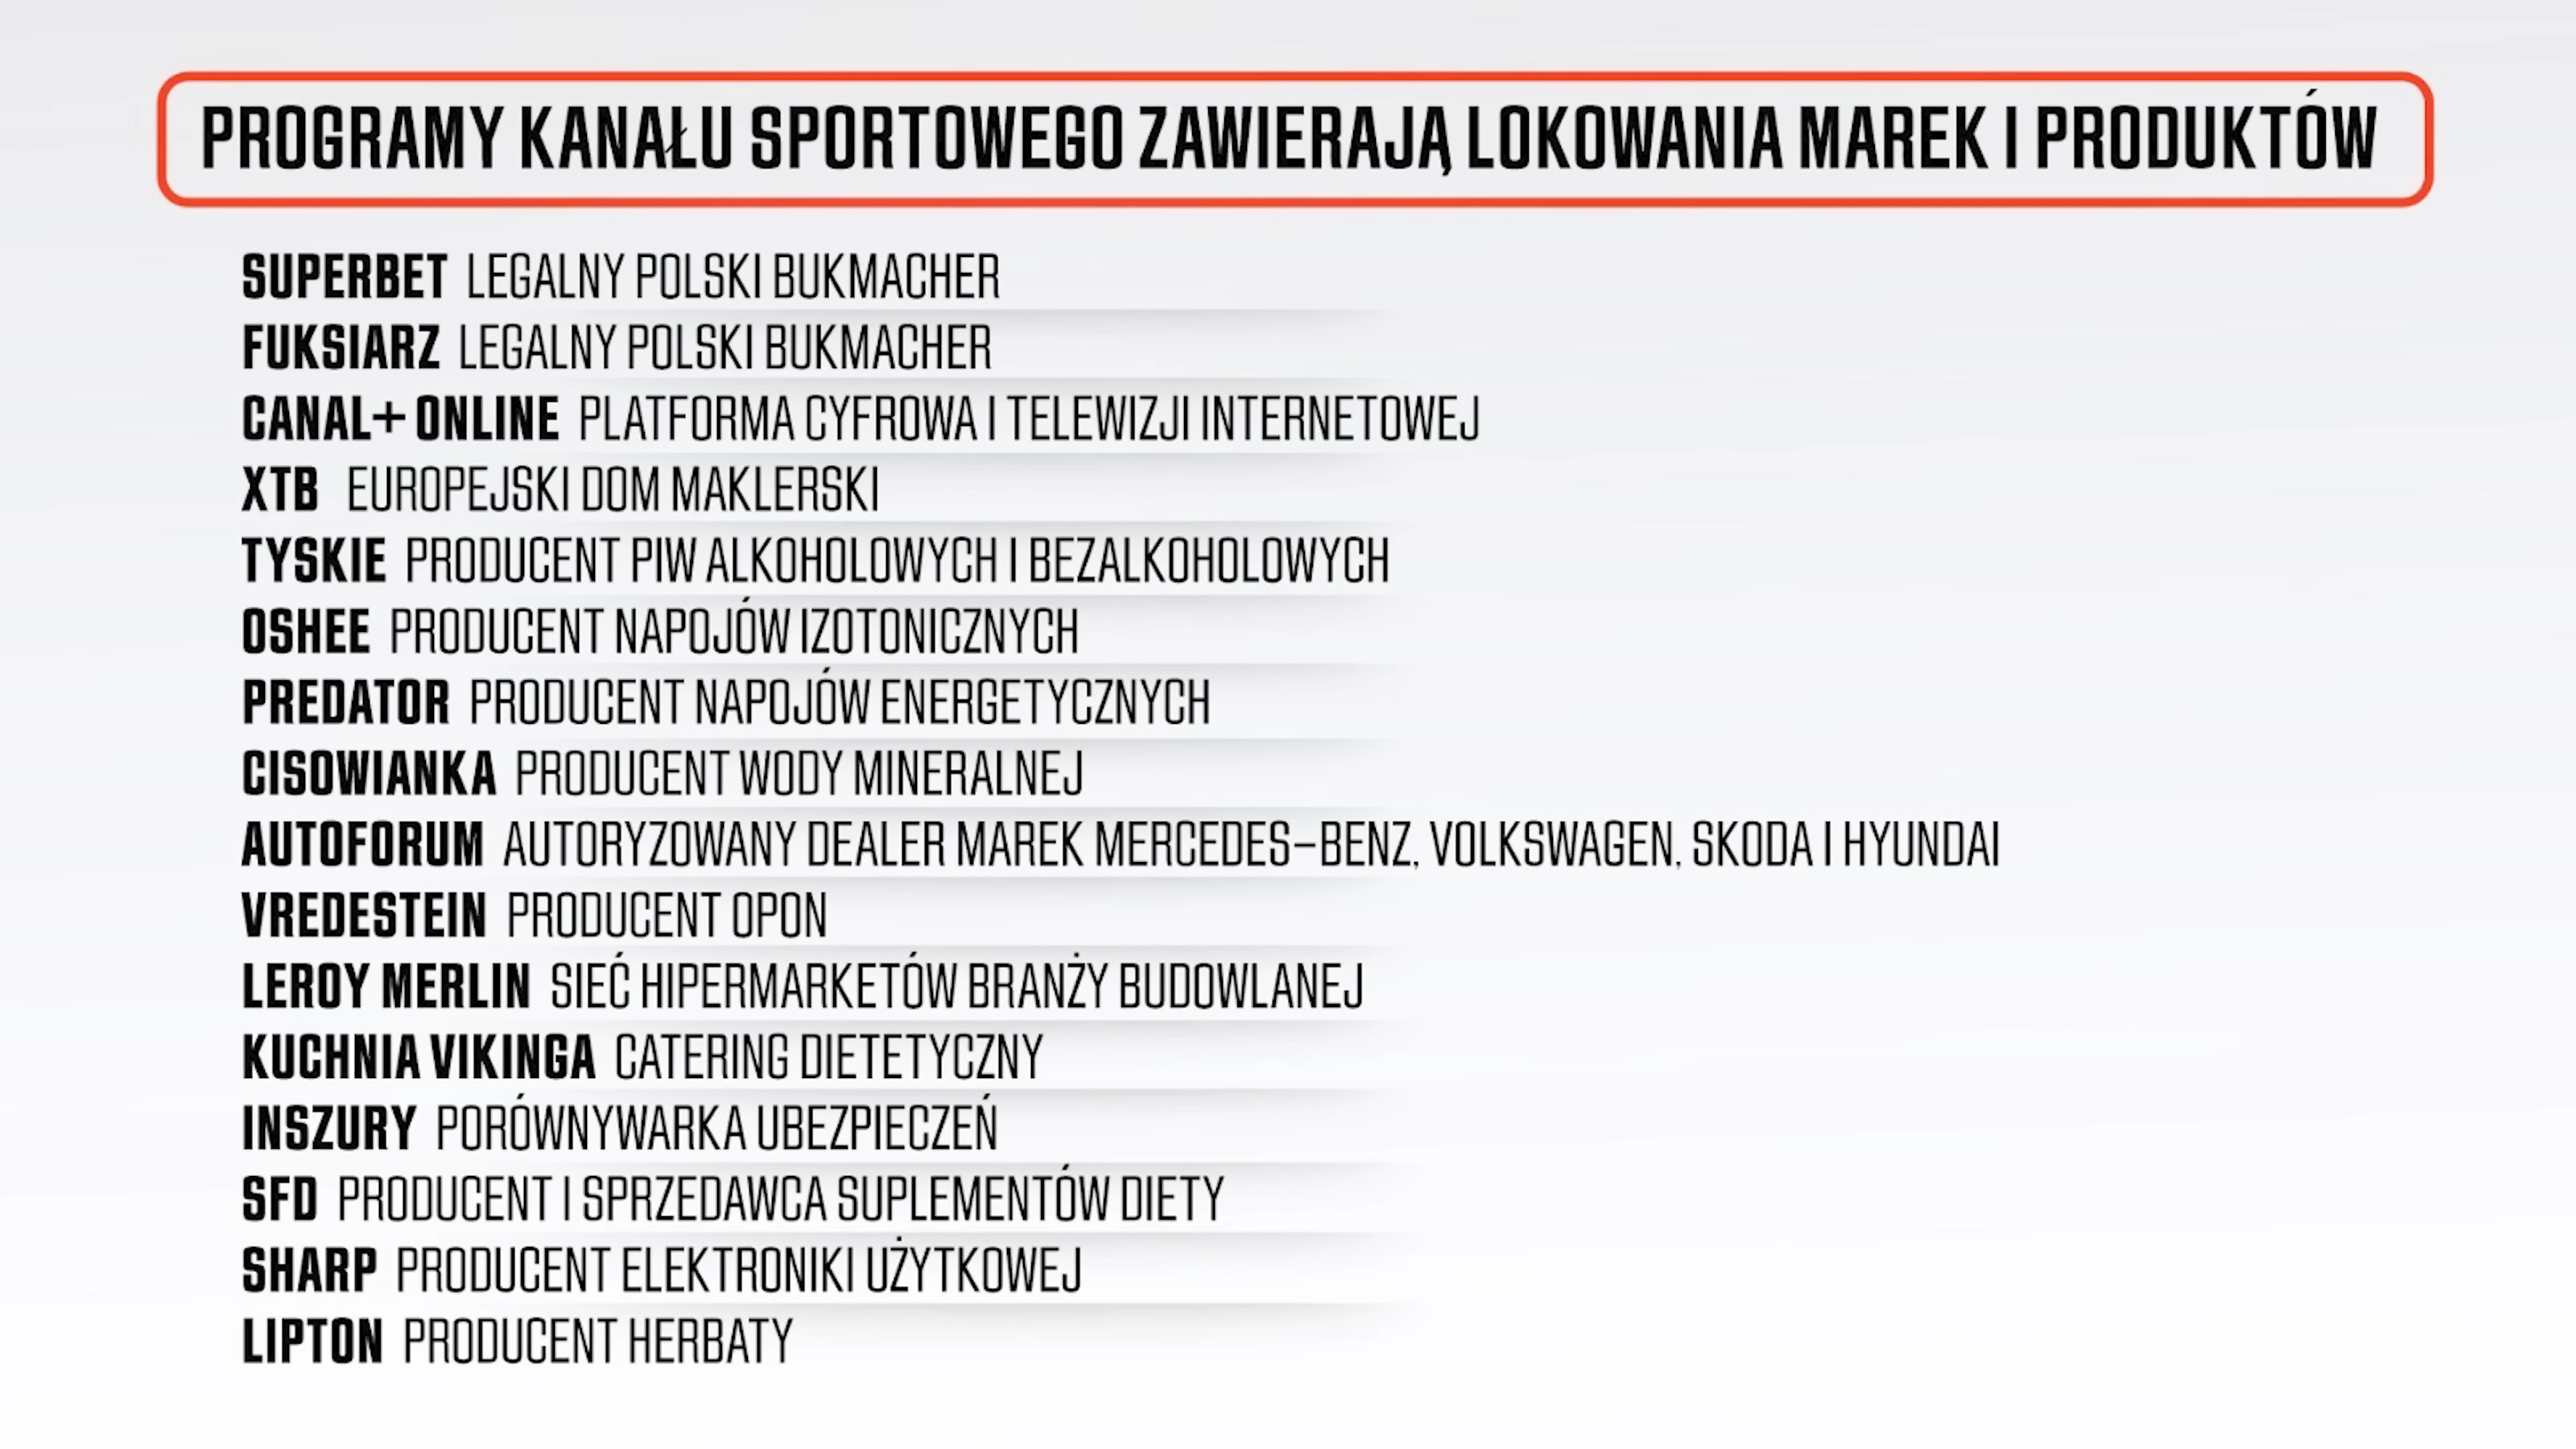 PROGRAMY KANAŁU SPORTOWEGO ZAWIERAJĄ LOKOWANIA MAREK I PRODUKTÓW
SUPERBET LEGALNY POLSKI BUKMACHER
FUKSIARZ LEGALNY POLSKI BUKMACHER
CANAL+ ONLINE PLATFORMA CYFROWA I TELEWIZJI INTERNETOWEJ
XTB EUROPEJSKI DOM MAKLERSKI
TYSKIE PRODUCENT PIW ALKOHOLOWYCH I BEZALKOHOLOWYCH
OSHEE PRODUCENT NAPOJÓW IZOTONICZNYCH
PREDATOR PRODUCENT NAPOJÓW ENERGETYCZNYCH
CISOWIANKA PRODUCENT WODY MINERALNEJ
AUTOFORUM AUTORYZOWANY DEALER MAREK MERCEDES-BENZ, VOLKSWAGEN, SKODA I HYUNDAI
VREDESTEIN PRODUCENT OPON
LEROY MERLIN SIEĆ HIPERMARKETÓW BRANŻY BUDOWLANEJ
KUCHNIA VIKINGA CATERING DIETETYCZNY
INSZURY PORÓWNYWARKA UBEZPIECZEŃ
SFD PRODUCENT I SPRZEDAWCA SUPLEMENTÓW DIETY
SHARP PRODUCENT ELEKTRONIKI UŻYTKOWEJ
LIPTON PRODUCENT HERBATY